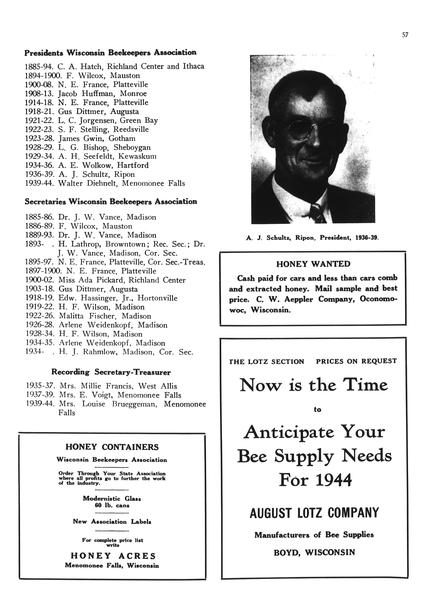 57
Presidents Wisconsin Beekeepers Association
1885-94. C. A. Hatch, Richland Center and Ithaca
1894-1900. F. Wilcox, Mauston
1900-08. N. E. France, Platteville
1908-13. Jacob Huffman, Monroe
1914-18. N. E. France, Platteville
1918-21. Gus Dittmer, Augusta
1921-22. L. C. Jorgensen, Green Bay
1922-23. S. F. Stelling, Reedsville
1923-28. James Gwin, Gotham
1928-29. L. G. Bishop, Sheboygan
1929-34. A. H. Seefeldt, Kewaskum
1934-36. A. E. Wolkow, Hartford
1936-39. A. J. Schultz, Ripon
1939-44. Walter Diehnelt, Menomonee Falls
Secretaries Wisconsin Beekeepers Association
1885-86. Dr. J. W. Vance, Madison
1886-89. F. Wilcox, Mauston
1889-93. Dr. J. W. Vance, Madison
1893- . H. Lathrop, Browntown; Rec. Sec.; Dr.
J. W. Vance, Madison, Cor. Sec.
1895-97. N. E. France, Platteville, Cor. Sec.-Treas.
1897-1900. N. E. France, Platteville
1900-02. Miss Ada Pickard, Richland Center
1903-18. Gus Dittmer, Augusta
1918-19. Edw. Hassinger, Jr., Hortonville
1919-22. H. F. Wilson, Madison
1922-26. Malitta Fischer, Madison
1926-28. Arlene Weidenkopf, Madison
1928-34. H. F. Wilson, Madison
1934-35. Arlene Weidenkopf, Madison
1934- . H. J. Rahmlow, Madison, Cor. Sec.
Recording Secretary-Treasurer
1935-37. Mrs. Millie Francis, West Allis
1937-39. Mrs. E. Voigt, Menomonee Falls
1939-44. Mrs. Louise Brueggeman, Menomonee
Falls
HONEY CONTAINERS
Wisconsin Beekeepers Association
Order Through Your State Association
where all profits go to further the work
of the industry.
Modernistic Glass
60 lb. cans
New Association Labels
For complete price list
write
HONEY ACRES
Menomonee Falls, Wisconsin
A. J. Schultz, Ripon, President, 1936-39.
HONEY WANTED
Cash paid for cars and less than cars comb
and extracted honey. Mail sample and best
price. C. W. Aeppler Company, Oconomo-
woc, Wisconsin.
THE LOTZ SECTION PRICES ON REQUEST
Now is the Time
to
Anticipate Your
Bee Supply Needs
For 1944
AUGUST LOTZ COMPANY
Manufacturers of Bee Supplies
BOYD, WISCONSIN